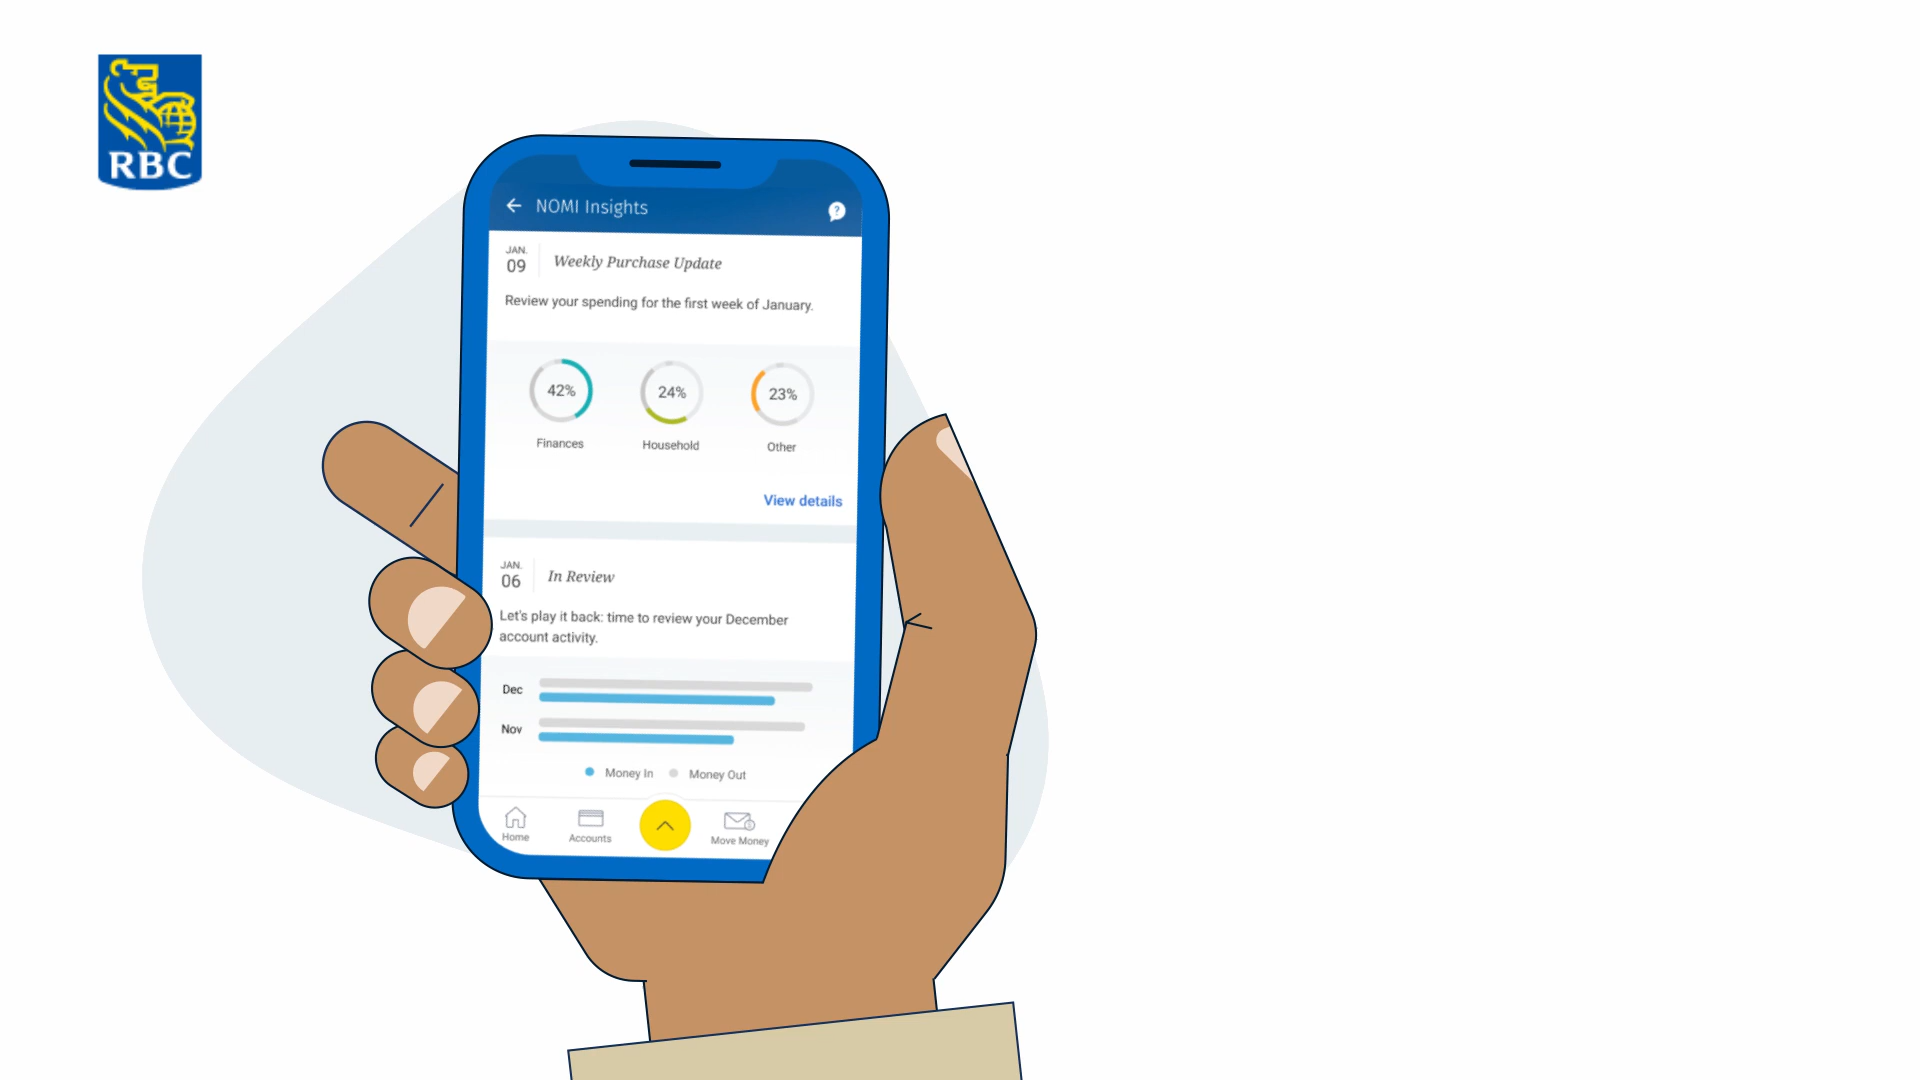 RBC
NOMI Insights
?
JAN.
09
Weekly Purchase Update
Review your spending for the first week of January.
42%
24%
23%
Finances
Household
Other
View details
JAN.
06
In Review
Let's play it back: time to review your December
account activity.
Dec
Nov
Money In
Money Out
Home
Accounts
Move Money